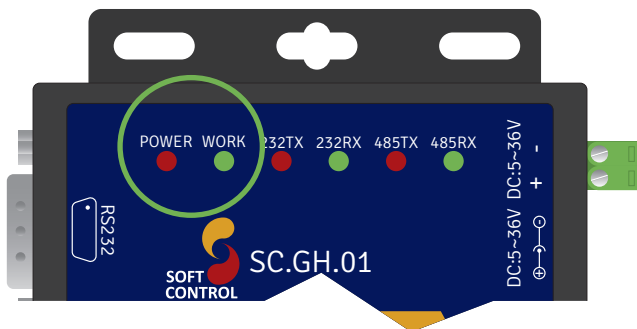 POWER WORK 232TX 232RX 485TX 485RX
DC:5~36V
+ -
RS232
DC:5~36V
SOFT
CONTROL
SC.GH.01